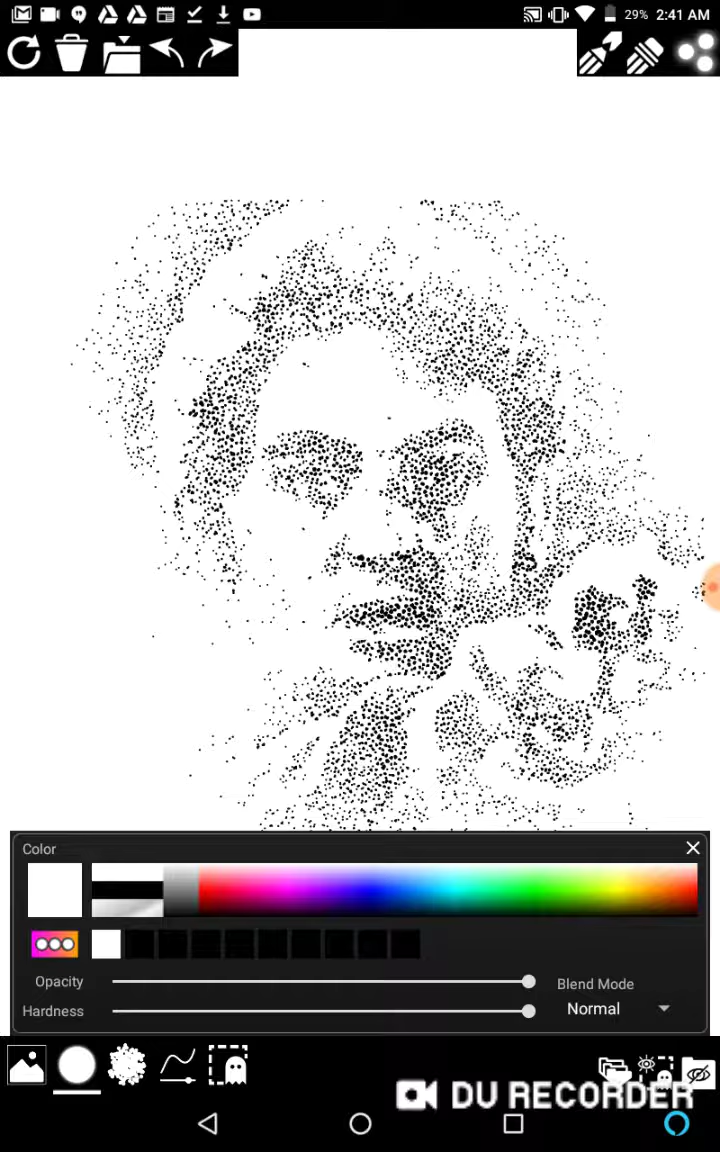 29% 2:41 AM
Color
Opacity
Blend Mode
Hardness
Normal
DU RECORDER